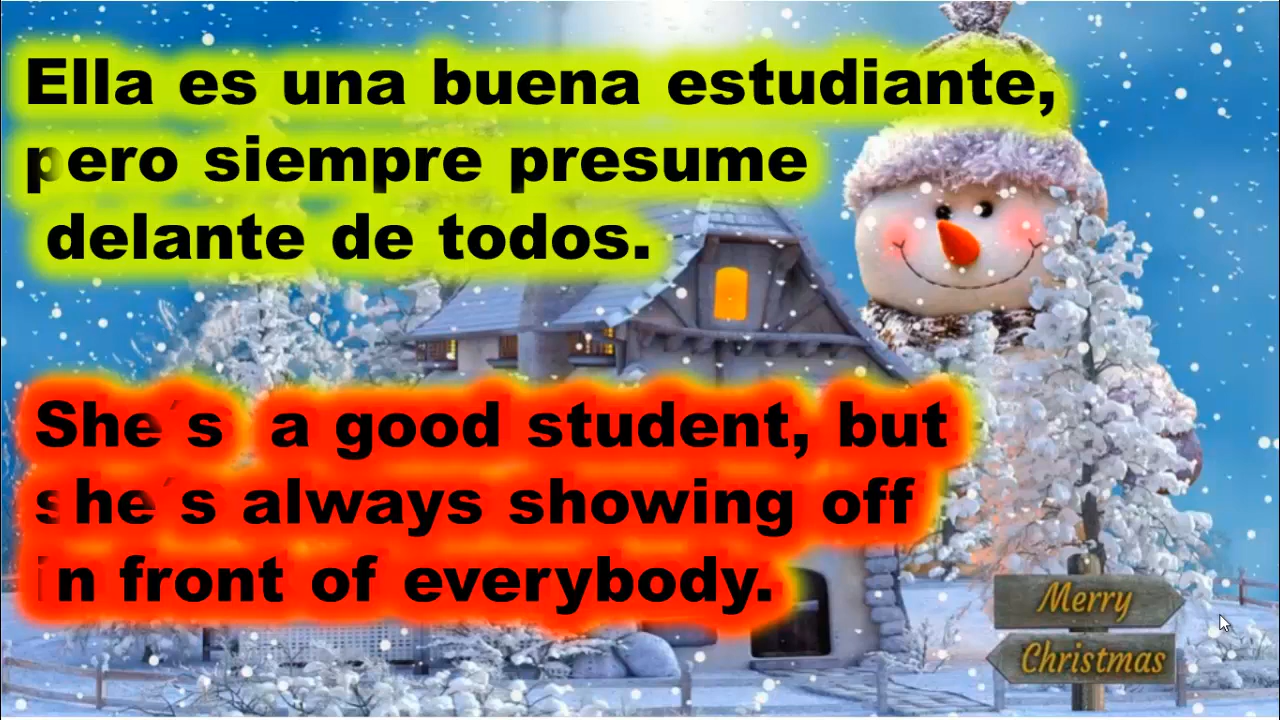 Ella es una buena estudiante,
pero siempre presume
delante de todos.
She´s a good student, but
she´s always showing off
in front of everybody.
Merry
Christmas